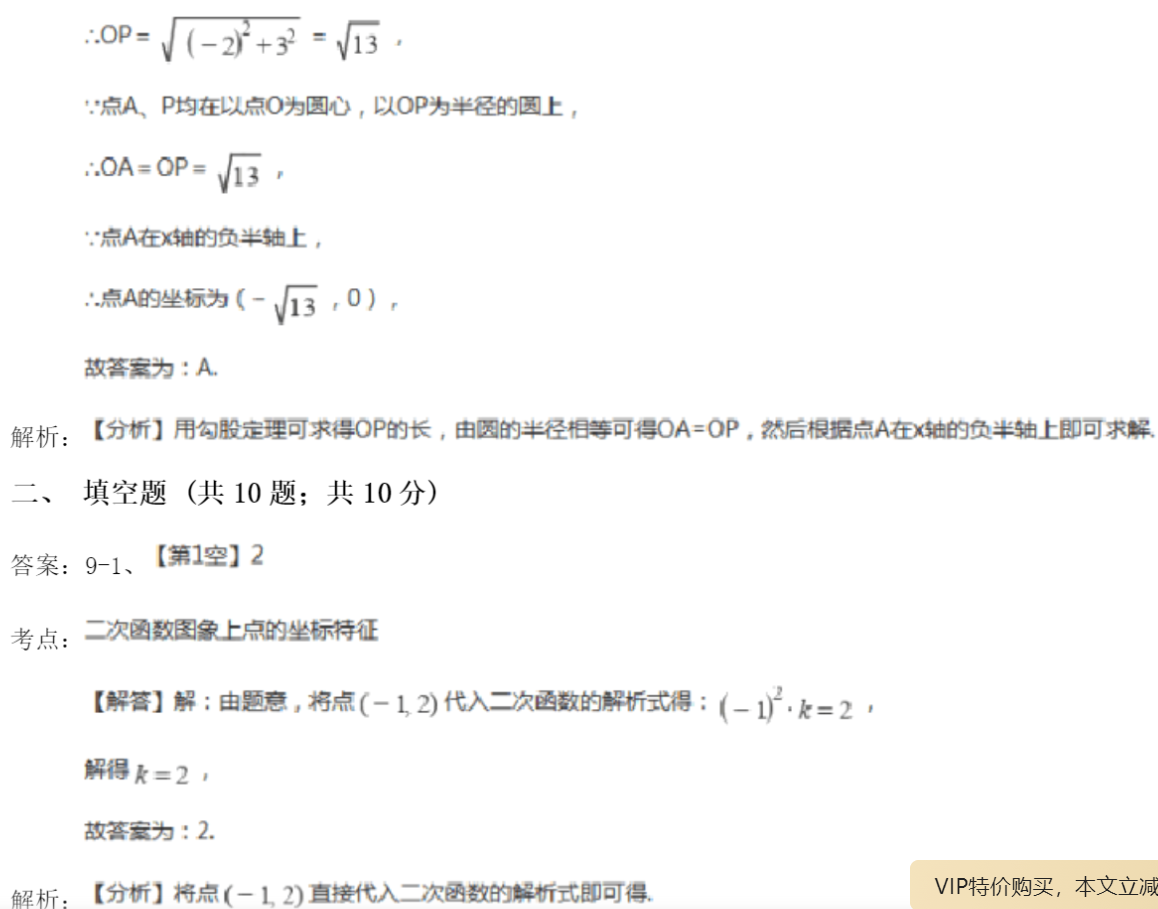 ∴OP = √((−2)²+3²) = √13 ，
∵点A、P均在以点O为圆心，以OP为半径的圆上，
∴OA = OP = √13 ，
∵点A在x轴的负半轴上，
∴点A的坐标为（−√13 ，0），
故答案为：A.
解析：【分析】用勾股定理可求得OP的长，由圆的半径相等可得OA=OP，然后根据点A在x轴的负半轴上即可求解.
二、 填空题（共 10 题；共 10 分）
答案：9-1、【第1空】2
考点：二次函数图象上点的坐标特征
【解答】解：由题意，将点(−1, 2)代入二次函数的解析式得：(−1)²·k=2 ，
解得k=2 ，
故答案为：2.
解析：【分析】将点(−1, 2)直接代入二次函数的解析式即可得.
VIP特价购买，本文立减